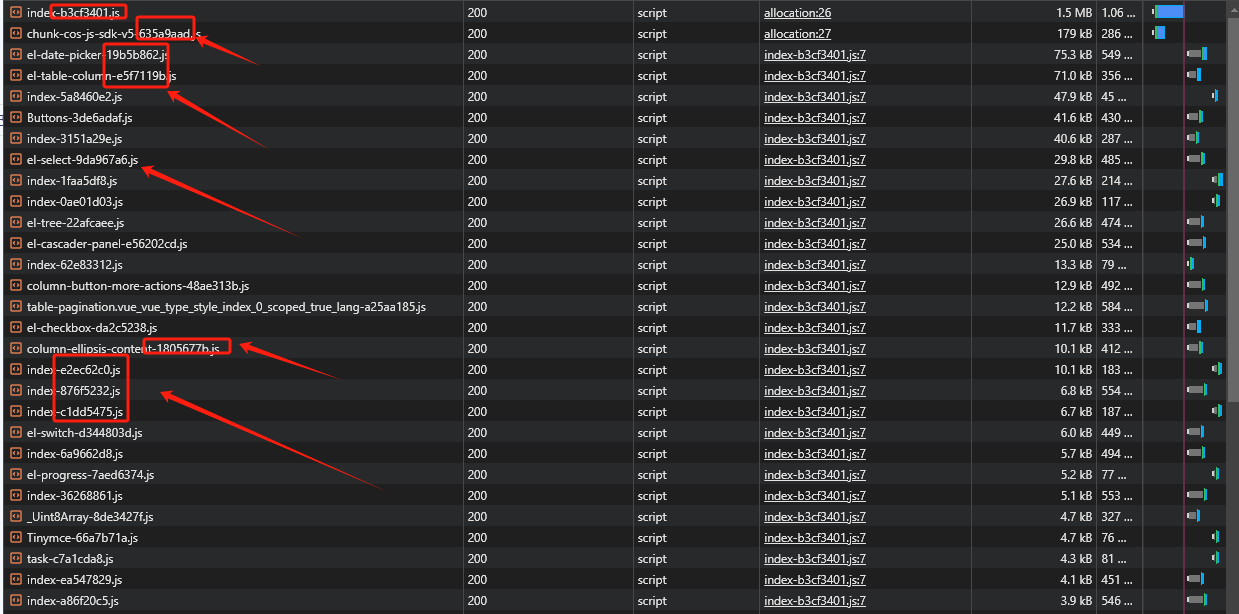 index-b3cf3401.js 200 script allocation:26 1.5 MB 1.06 ...
chunk-cos-js-sdk-v5-635a9aad.js 200 script allocation:27 179 kB 286 ...
el-date-picker-19b5b862.js 200 script index-b3cf3401.js:7 75.3 kB 549 ...
el-table-column-e5f7119b.js 200 script index-b3cf3401.js:7 71.0 kB 356 ...
index-5a8460e2.js 200 script index-b3cf3401.js:7 47.9 kB 45 ...
Buttons-3de6adaf.js 200 script index-b3cf3401.js:7 41.6 kB 430 ...
index-3151a29e.js 200 script index-b3cf3401.js:7 40.6 kB 287 ...
el-select-9da967a6.js 200 script index-b3cf3401.js:7 29.8 kB 485 ...
index-1faa5df8.js 200 script index-b3cf3401.js:7 27.6 kB 214 ...
index-0ae01d03.js 200 script index-b3cf3401.js:7 26.9 kB 117 ...
el-tree-22afcaee.js 200 script index-b3cf3401.js:7 26.6 kB 474 ...
el-cascader-panel-e56202cd.js 200 script index-b3cf3401.js:7 25.0 kB 534 ...
index-62e83312.js 200 script index-b3cf3401.js:7 13.3 kB 79 ...
column-button-more-actions-48ae313b.js 200 script index-b3cf3401.js:7 12.9 kB 492 ...
table-pagination.vue_vue_type_style_index_0_scoped_true_lang-a25aa185.js 200 script index-b3cf3401.js:7 12.2 kB 584 ...
el-checkbox-da2c5238.js 200 script index-b3cf3401.js:7 11.7 kB 333 ...
column-ellipsis-content-1805677b.js 200 script index-b3cf3401.js:7 10.1 kB 412 ...
index-e2ec62c0.js 200 script index-b3cf3401.js:7 10.1 kB 183 ...
index-876f5232.js 200 script index-b3cf3401.js:7 6.8 kB 554 ...
index-c1dd5475.js 200 script index-b3cf3401.js:7 6.7 kB 187 ...
el-switch-d344803d.js 200 script index-b3cf3401.js:7 6.0 kB 449 ...
index-6a9662d8.js 200 script index-b3cf3401.js:7 5.7 kB 494 ...
el-progress-7aed6374.js 200 script index-b3cf3401.js:7 5.2 kB 77 ...
index-36268861.js 200 script index-b3cf3401.js:7 5.1 kB 553 ...
_Uint8Array-8de3427f.js 200 script index-b3cf3401.js:7 4.7 kB 327 ...
Tinymce-66a7b71a.js 200 script index-b3cf3401.js:7 4.7 kB 76 ...
task-c7a1cda8.js 200 script index-b3cf3401.js:7 4.3 kB 81 ...
index-ea547829.js 200 script index-b3cf3401.js:7 4.1 kB 451 ...
index-a86f20c5.js 200 script index-b3cf3401.js:7 3.9 kB 546 ...